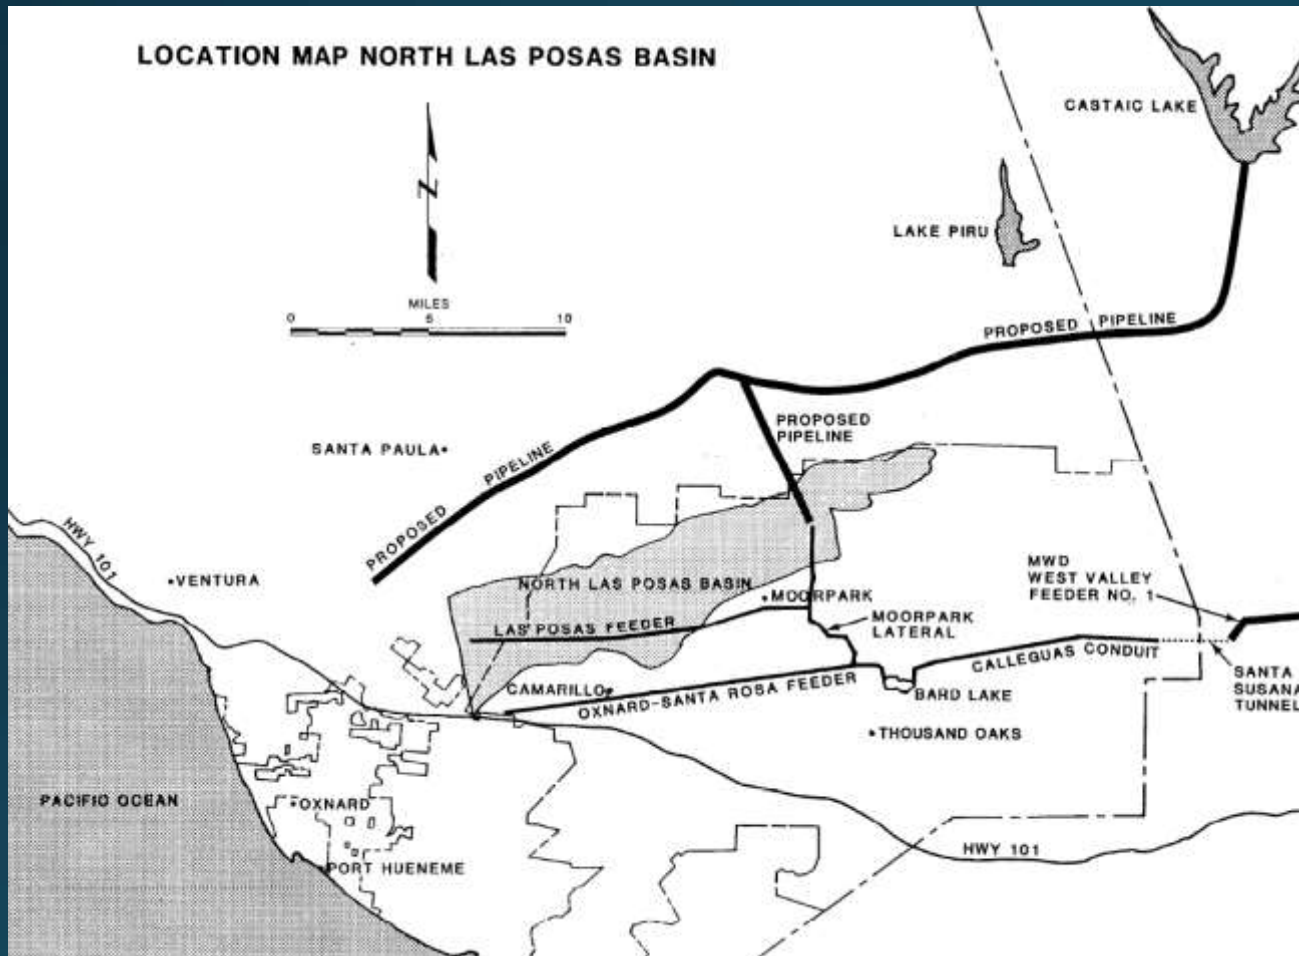 LOCATION MAP NORTH LAS POSAS BASIN
CASTAIC LAKE
N
LAKE PIRU
MILES
0 5 10
PROPOSED PIPELINE
PROPOSED
PIPELINE
SANTA PAULA
PROPOSED PIPELINE
HWY 101
VENTURA
NORTH LAS POSAS BASIN
MOORPARK
MWD
WEST VALLEY
FEEDER NO. 1
LAS POSAS FEEDER
MOORPARK
LATERAL
CALLEGUAS CONDUIT
SANTA
SUSANA
TUNNEL
CAMARILLO
OXNARD-SANTA ROSA FEEDER
BARD LAKE
THOUSAND OAKS
PACIFIC OCEAN
OXNARD
HWY 101
PORT HUENEME